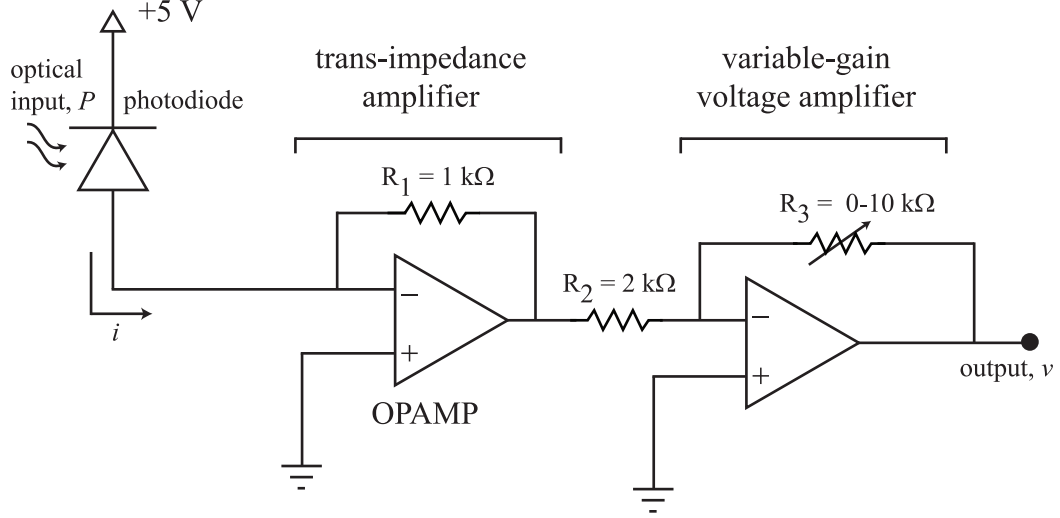 +5 V
optical
input, P
photodiode
trans-impedance
amplifier
variable-gain
voltage amplifier
R1 = 1 kΩ
R3 = 0-10 kΩ
R2 = 2 kΩ
−
+
−
+
i
OPAMP
output, v